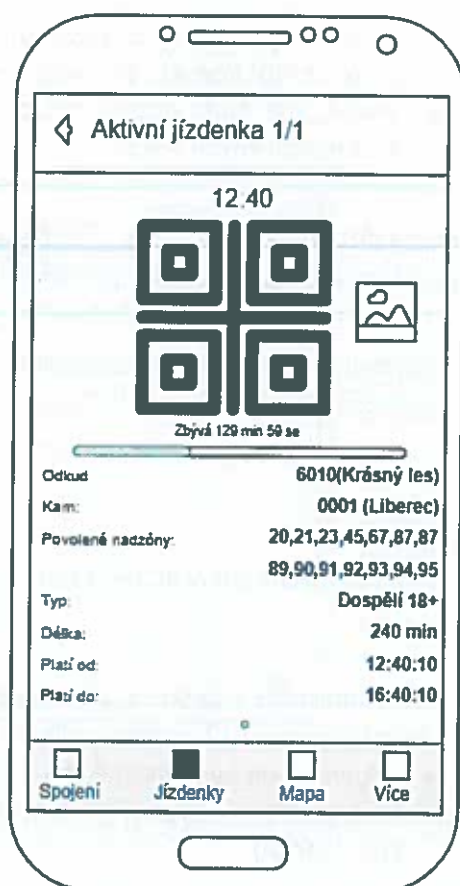 Aktivní jízdenka 1/1
12:40
Zbývá 129 min 59 se
Odkud 6010(Krásný les)
Kam: 0001 (Liberec)
Povolené nadzóny: 20,21,23,45,67,87,87
89,90,91,92,93,94,95
Typ: Dospělí 18+
Délka: 240 min
Platí od: 12:40:10
Platí do: 16:40:10
Spojení Jízdenky Mapa Více